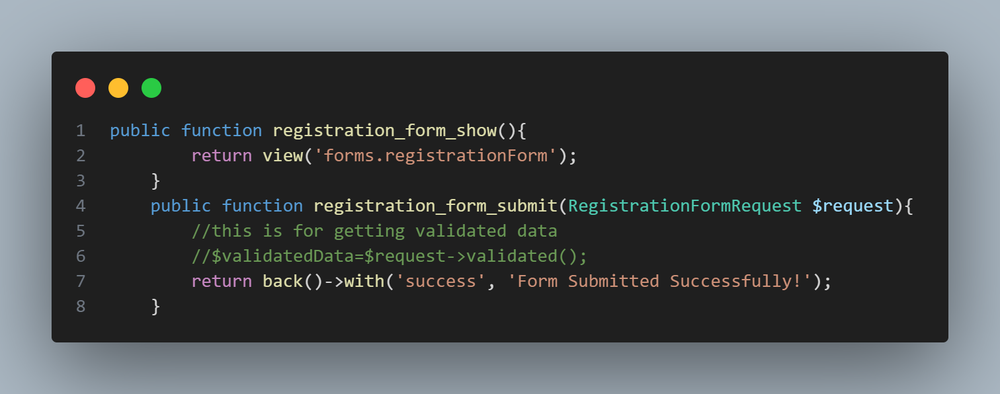 1 public function registration_form_show(){
2         return view('forms.registrationForm');
3     }
4     public function registration_form_submit(RegistrationFormRequest $request){
5         //this is for getting validated data
6         //$validatedData=$request->validated();
7         return back()->with('success', 'Form Submitted Successfully!');
8     }